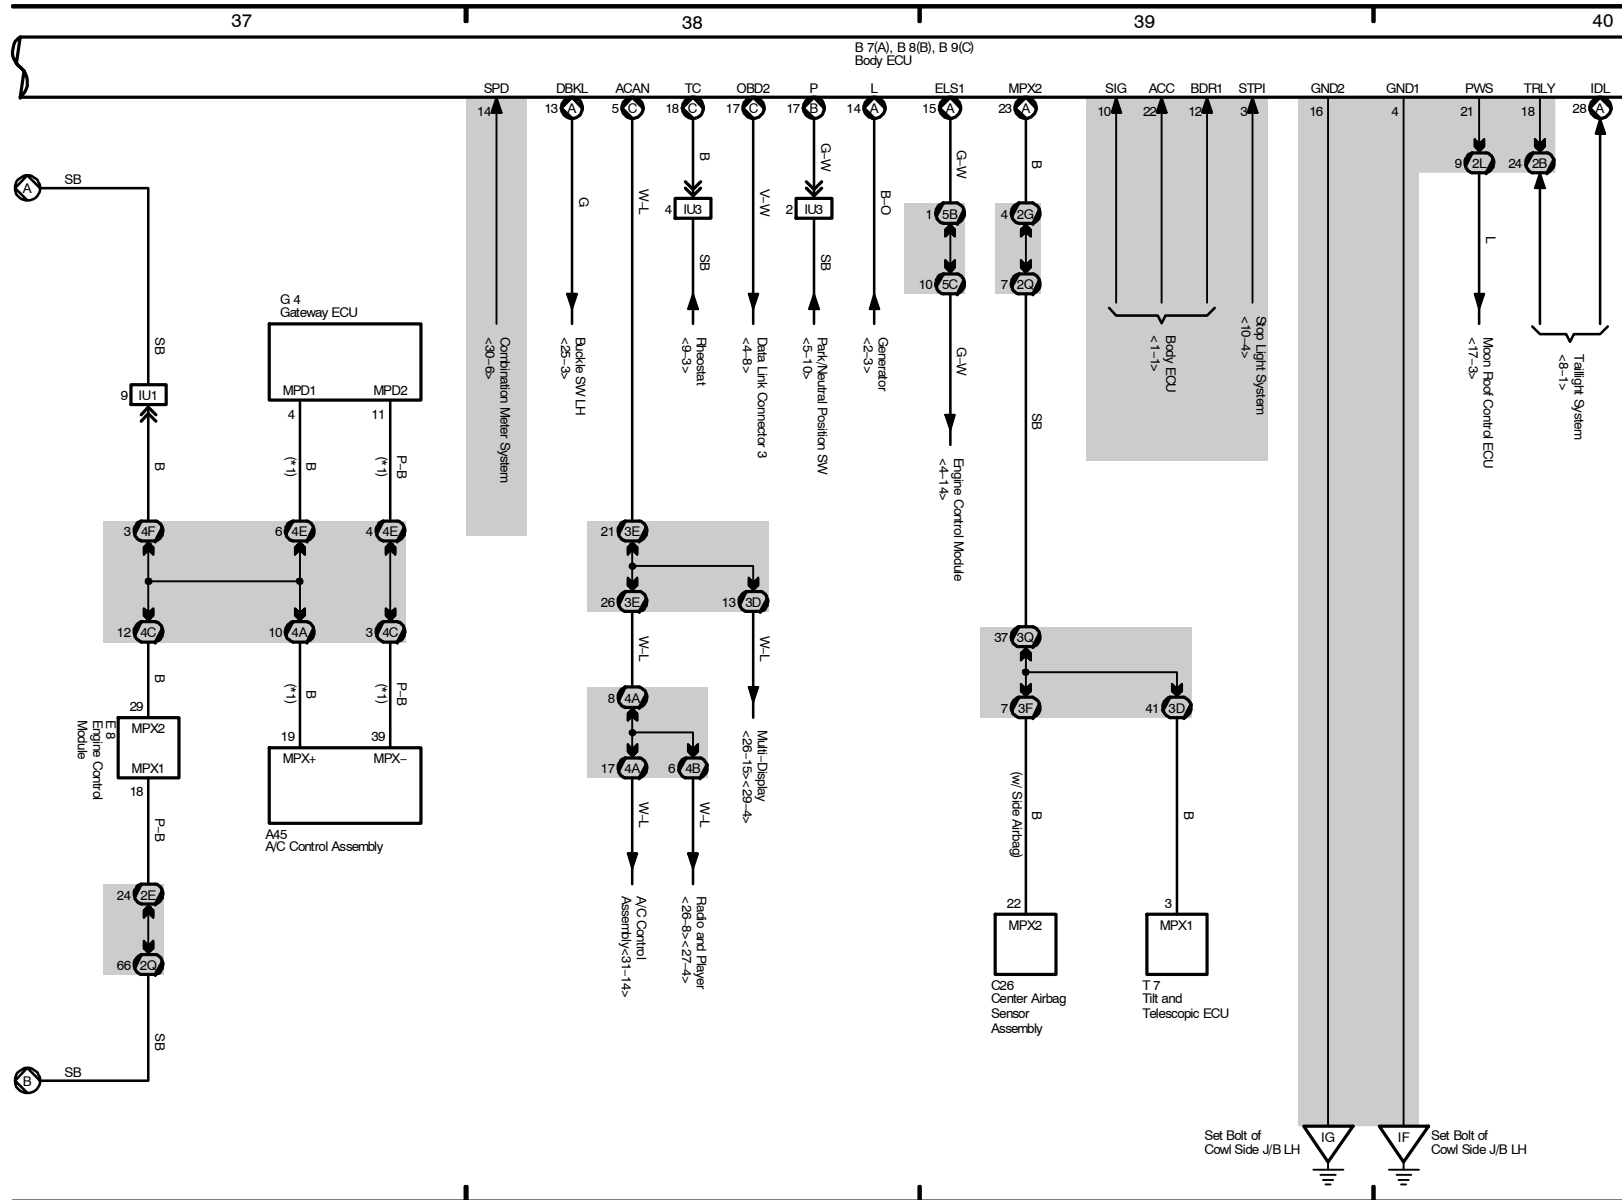 37
38
39
40
B 7(A), B 8(B), B 9(C)
Body ECU
SPD
DBKL
ACAN
TC
OBD2
P
L
ELS1
MPX2
SIG
ACC
BDR1
STPI
GND2
GND1
PWS
TRLY
IDL
14
13 A
5 C
18 C
17 C
17 B
14 A
15 A
23 A
10
22
12
3
16
4
21
18
28 A
A
SB
G
W–L
B
V–W
G–W
B–O
G–W
B
9 2L
24 2B
4 IU3
2 IU3
1 5B
4 2G
L
SB
SB
10 5C
7 2Q
G 4
Gateway ECU
SB
MPD1
MPD2
9 IU1
4
11
B
B
(*1)
P–B
(*1)
Combination Meter System
<30–6>
Buckle SW LH
<25–3>
Rheostat
<9–3>
Data Link Connector 3
<4–8>
Park/Neutral Position SW
<5–10>
Generator
<2–3>
G–W
Engine Control Module
<4–14>
SB
Body ECU
<1–1>
Stop Light System
<10–4>
Moon Roof Control ECU
<17–3>
Taillight System
<8–1>
3 4F
6 4E
4 4E
21 3E
12 4C
10 4A
3 4C
26 3E
13 3D
37 3Q
B
B
(*1)
P–B
(*1)
W–L
W–L
8 4A
7 3F
41 3D
29
MPX2
MPX1
18
E 8
Engine Control
Module
19
39
MPX+
MPX–
A45
A/C Control Assembly
17 4A
6 4B
Multi–Display
<26–15><29–4>
W–L
W–L
P–B
B
(w/ Side Airbag)
B
24 2E
66 2Q
A/C Control
Assembly<31–14>
Radio and Player
<26–8><27–4>
22
MPX2
C26
Center Airbag
Sensor
Assembly
3
MPX1
T 7
Tilt and
Telescopic ECU
SB
B
SB
Set Bolt of
Cowl Side J/B LH
IG
IF
Set Bolt of
Cowl Side J/B LH